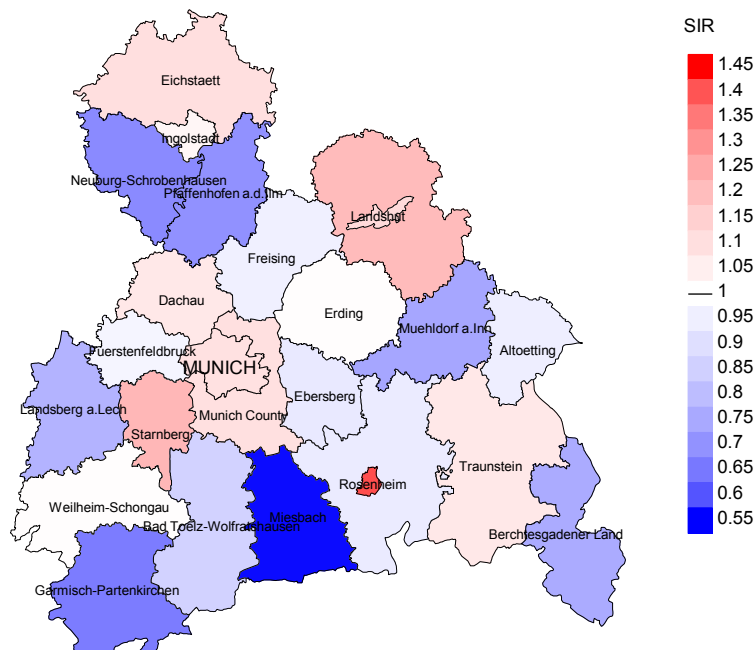 SIR
Eichstaett
Ingolstadt
Neuburg-Schrobenhausen
Pfaffenhofen a.d.Ilm
Landshut
Freising
Dachau
Erding
Muehldorf a.Inn
Altoetting
Fuerstenfeldbruck
MUNICH
Ebersberg
Landsberg a.Lech
Munich County
Starnberg
Traunstein
Rosenheim
Weilheim-Schongau
Miesbach
Bad Toelz-Wolfratshausen
Berchtesgadener Land
Garmisch-Partenkirchen
1.45
1.4
1.35
1.3
1.25
1.2
1.15
1.1
1.05
1
0.95
0.9
0.85
0.8
0.75
0.7
0.65
0.6
0.55